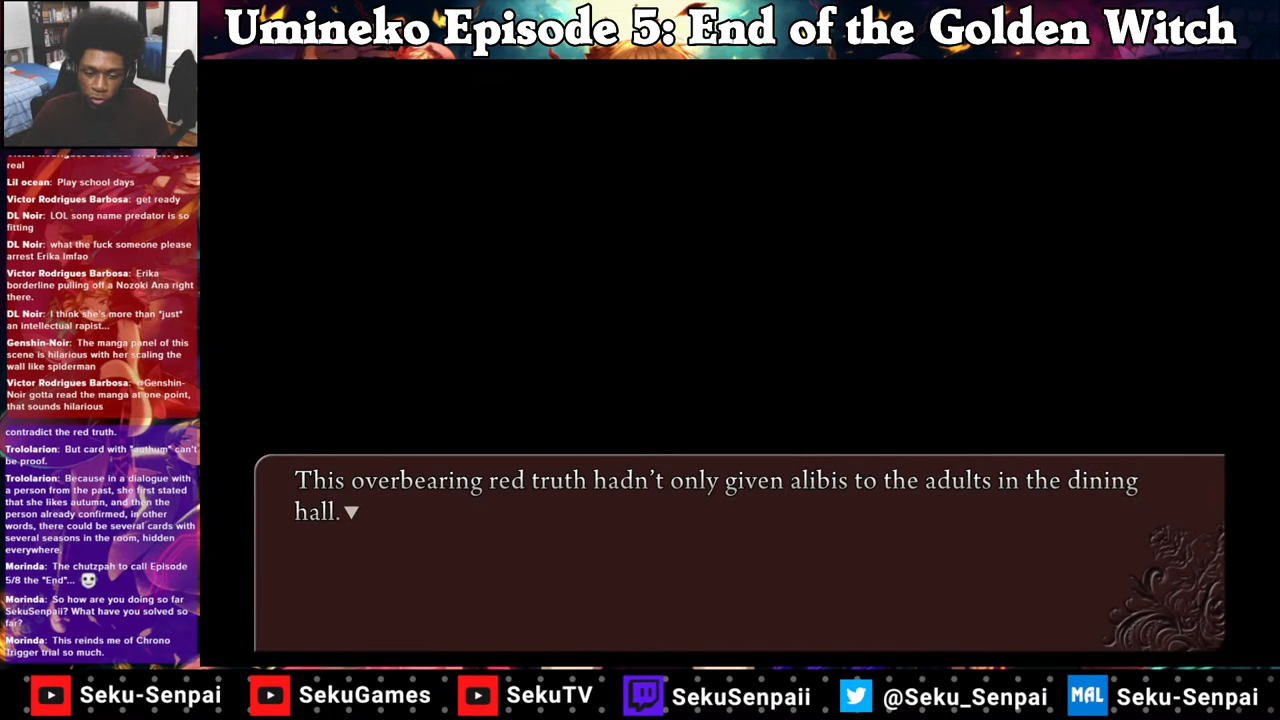 Umineko Episode 5: End of the Golden Witch
real
Lil ocean: Play school days
Victor Rodrigues Barbosa: get ready
DL Noir: LOL song name predator is so
fitting
DL Noir: what the fuck someone please
arrest Erika lmfao
Victor Rodrigues Barbosa: Erika
borderline pulling off a Nozoki Ana right
there.
DL Noir: I think she's more than *just*
an intellectual rapist...
Genshin-Noir: The manga panel of this
scene is hilarious with her scaling the
wall like spiderman
Victor Rodrigues Barbosa: @Genshin-
Noir gotta read the manga at one point,
that sounds hilarious
contradict the red truth.
Trololarion: But card with "authum" can't
be proof.
Trololarion: Because in a dialogue with
a person from the past, she first stated
that she likes autumn, and then the
person already confirmed, in other
words, there could be several cards with
several seasons in the room, hidden
everywhere.
Morinda: The chutzpah to call Episode
5/8 the "End"...
Morinda: So how are you doing so far
SekuSenpaii? What have you solved so
far?
Morinda: This reinds me of Chrono
Trigger trial so much.
This overbearing red truth hadn't only given alibis to the adults in the dining
hall.
Seku-Senpai SekuGames SekuTV SekuSenpaii @Seku_Senpai MAL Seku-Senpai